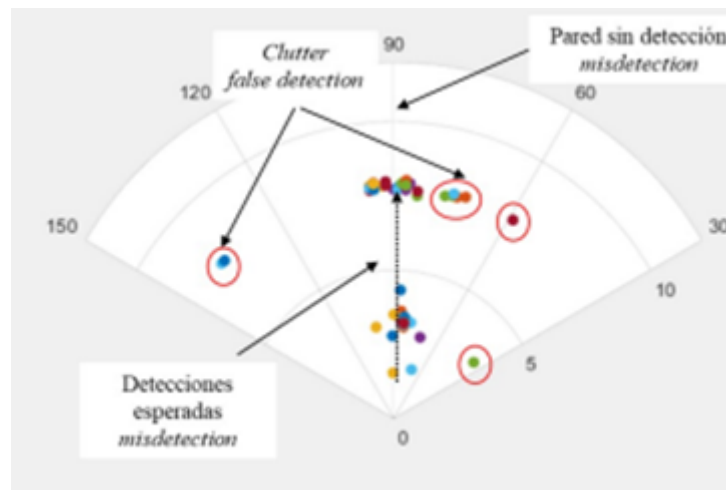 Clutter
false detection
90
Pared sin detección
misdetection
120
60
150
30
10
5
Detecciones
esperadas
misdetection
0